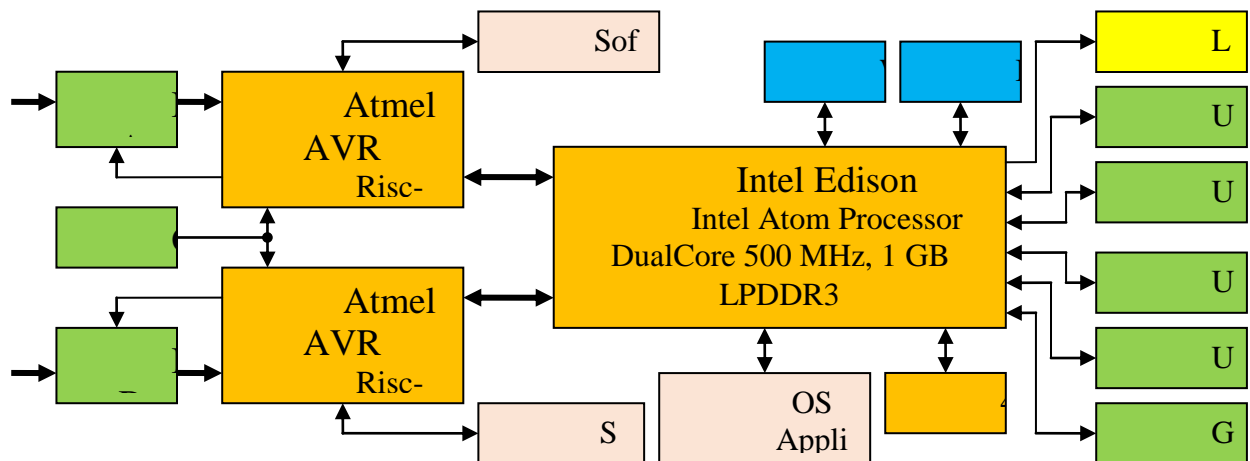 Sof
L
Atmel
AVR
Risc-
U
Intel Edison
Intel Atom Processor
DualCore 500 MHz, 1 GB
LPDDR3
U
Atmel
AVR
Risc-
U
U
S
OS
Appli
G